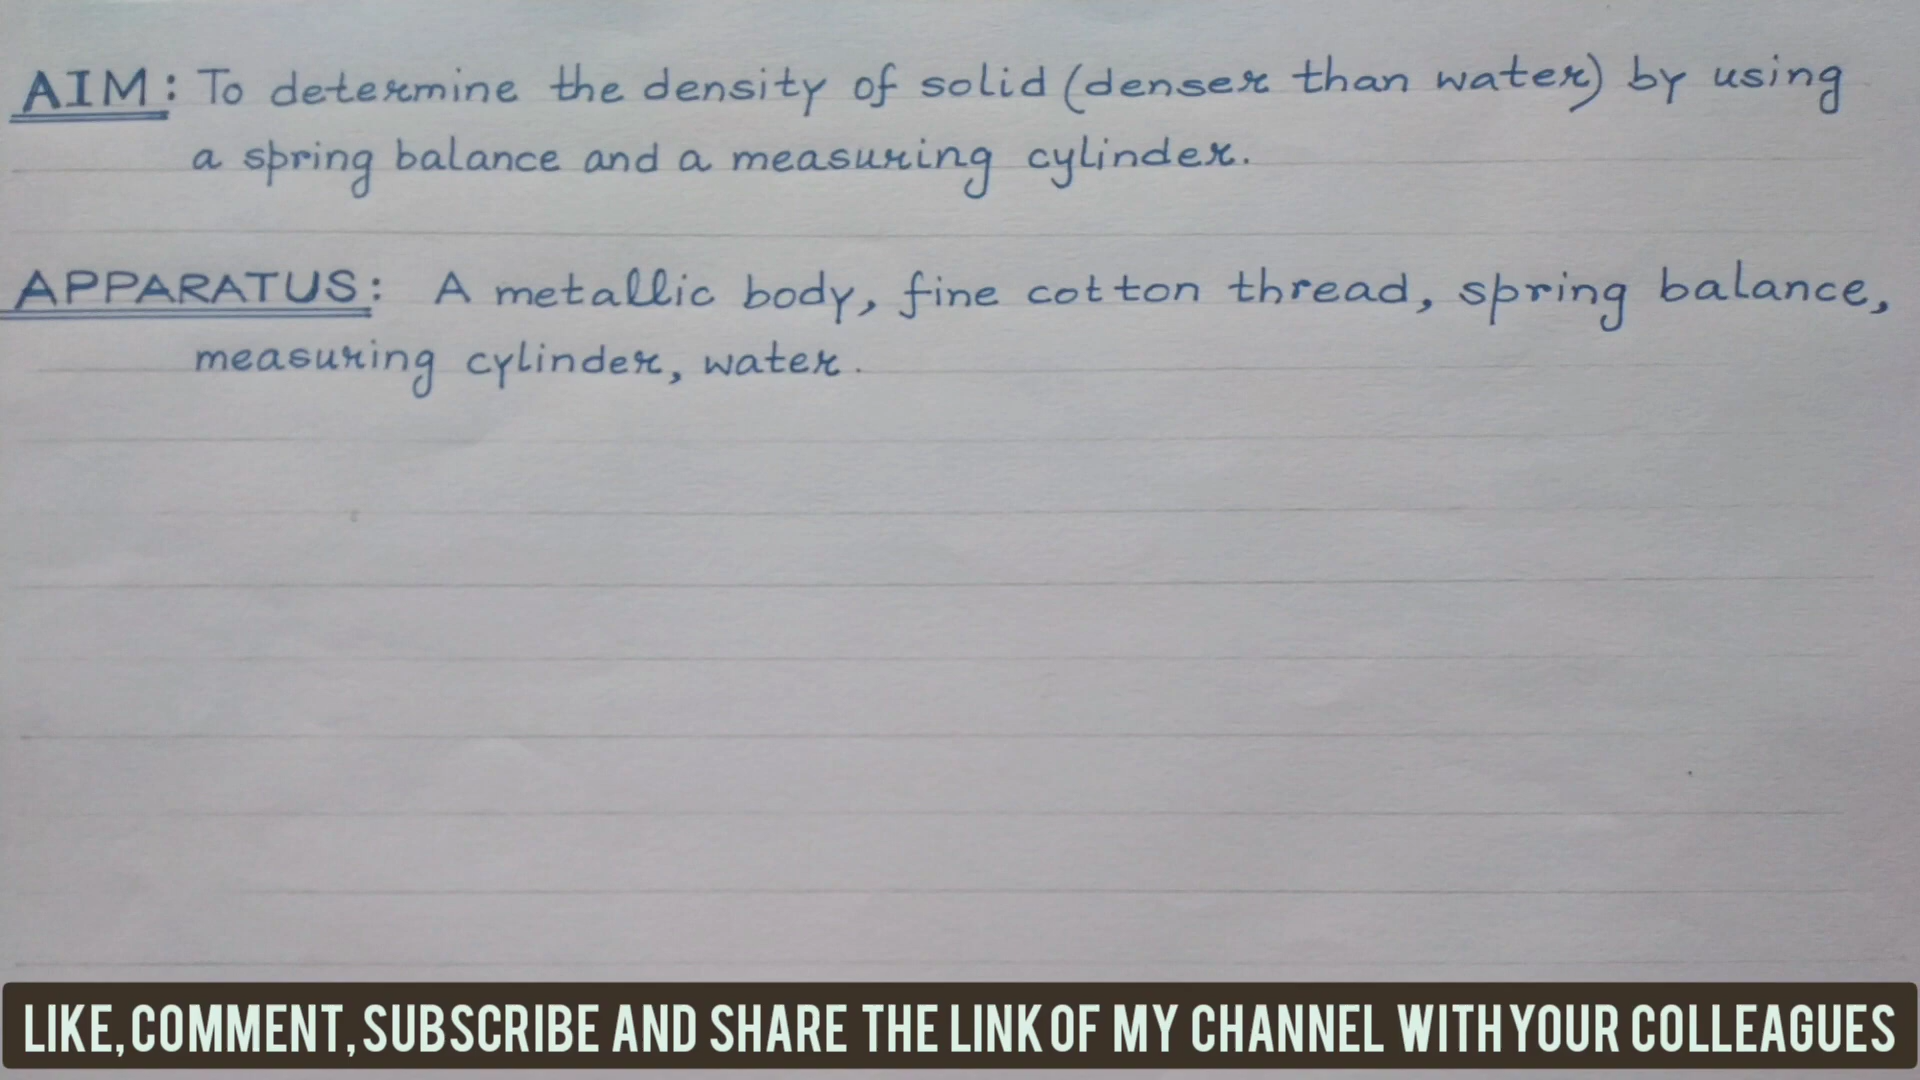 AIM: To determine the density of solid (denser than water) by using
a spring balance and a measuring cylinder.
APPARATUS: A metallic body, fine cotton thread, spring balance,
measuring cylinder, water.
LIKE, COMMENT, SUBSCRIBE AND SHARE THE LINK OF MY CHANNEL WITH YOUR COLLEAGUES